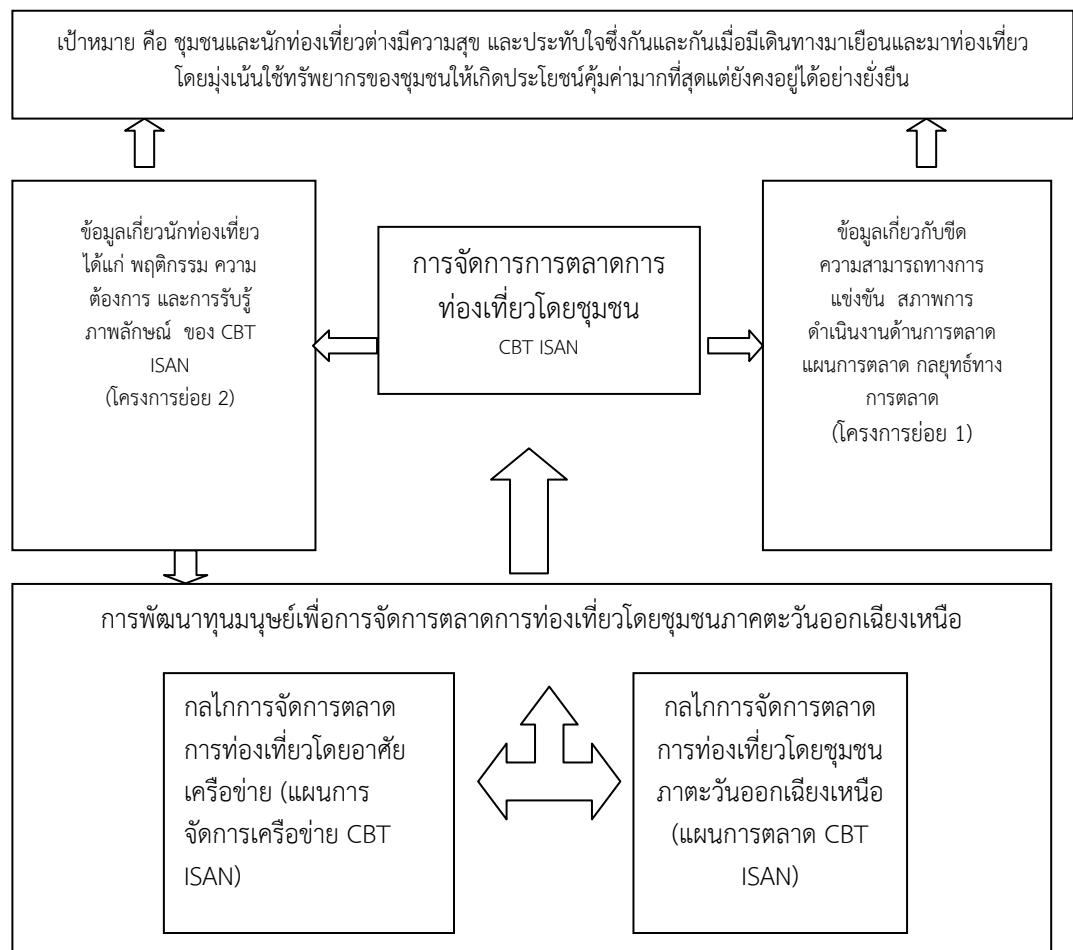 เป้าหมาย คือ ชุมชนและนักท่องเที่ยวต่างมีความสุข และประทับใจซึ่งกันและกันเมื่อมีเดินทางมาเยือนและมาท่องเที่ยว
โดยมุ่งเน้นใช้ทรัพยากรของชุมชนให้เกิดประโยชน์คุ้มค่ามากที่สุดแต่ยังคงอยู่ได้อย่างยั่งยืน
ข้อมูลเกี่ยวนักท่องเที่ยว
ได้แก่ พฤติกรรม ความ
ต้องการ และการรับรู้
ภาพลักษณ์ ของ CBT
ISAN
(โครงการย่อย 2)
การจัดการการตลาดการ
ท่องเที่ยวโดยชุมชน
CBT ISAN
ข้อมูลเกี่ยวกับขีด
ความสามารถทางการ
แข่งขัน สภาพการ
ดำเนินงานด้านการตลาด
แผนการตลาด กลยุทธ์ทาง
การตลาด
(โครงการย่อย 1)
การพัฒนาทุนมนุษย์เพื่อการจัดการตลาดการท่องเที่ยวโดยชุมชนภาคตะวันออกเฉียงเหนือ
กลไกการจัดการตลาด
การท่องเที่ยวโดยอาศัย
เครือข่าย (แผนการ
จัดการเครือข่าย CBT
ISAN)
กลไกการจัดการตลาด
การท่องเที่ยวโดยชุมชน
ภาตะวันออกเฉียงเหนือ
(แผนการตลาด CBT
ISAN)